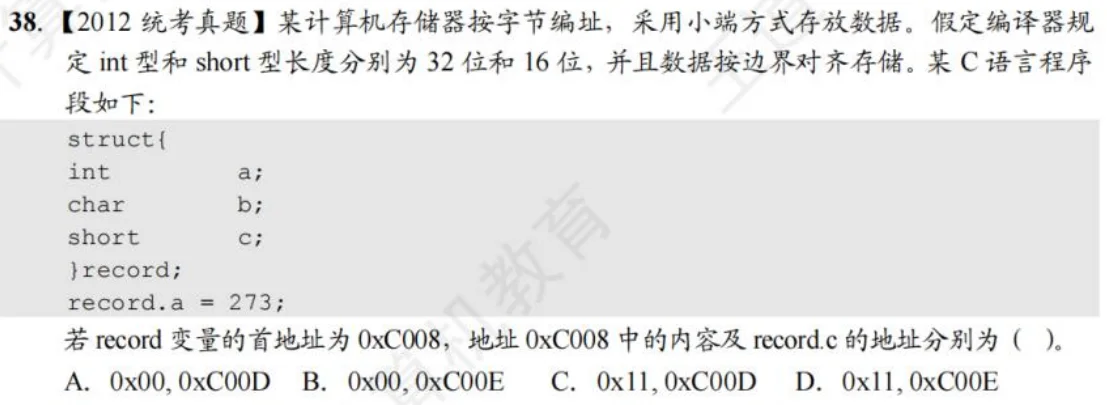 38. 【2012 统考真题】某计算机存储器按字节编址，采用小端方式存放数据。假定编译器规
定 int 型和 short 型长度分别为 32 位和 16 位，并且数据按边界对齐存储。某 C 语言程序
段如下：
struct{
int a;
char b;
short c;
}record;
record.a = 273;
若 record 变量的首地址为 0xC008，地址 0xC008 中的内容及 record.c 的地址分别为（ ）。
A. 0x00, 0xC00D B. 0x00, 0xC00E C. 0x11, 0xC00D D. 0x11, 0xC00E